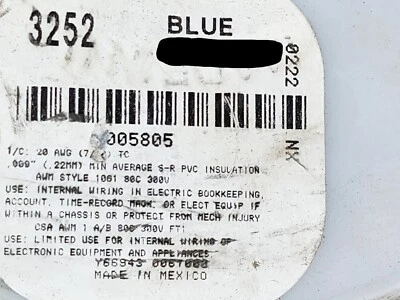 3252 BLUE
0222 NX
005805
1/C: 20 AWG TC
.009" (.22MM) MIN AVERAGE S-R PVC INSULATION
AWM STYLE 1061 80C 300V
USE: INTERNAL WIRING IN ELECTRIC BOOKKEEPING,
ACCOUNT. TIME-RECORD MACH. OR ELECT EQUIP IF
WITHIN A CHASSIS OR PROTECT FROM MECH INJURY
CSA AWM 1 A/B 80C 300V FT1
USE: LIMITED USE FOR INTERNAL WIRING OF
ELECTRONIC EQUIPMENT AND APPLIANCES
Y66943
MADE IN MEXICO